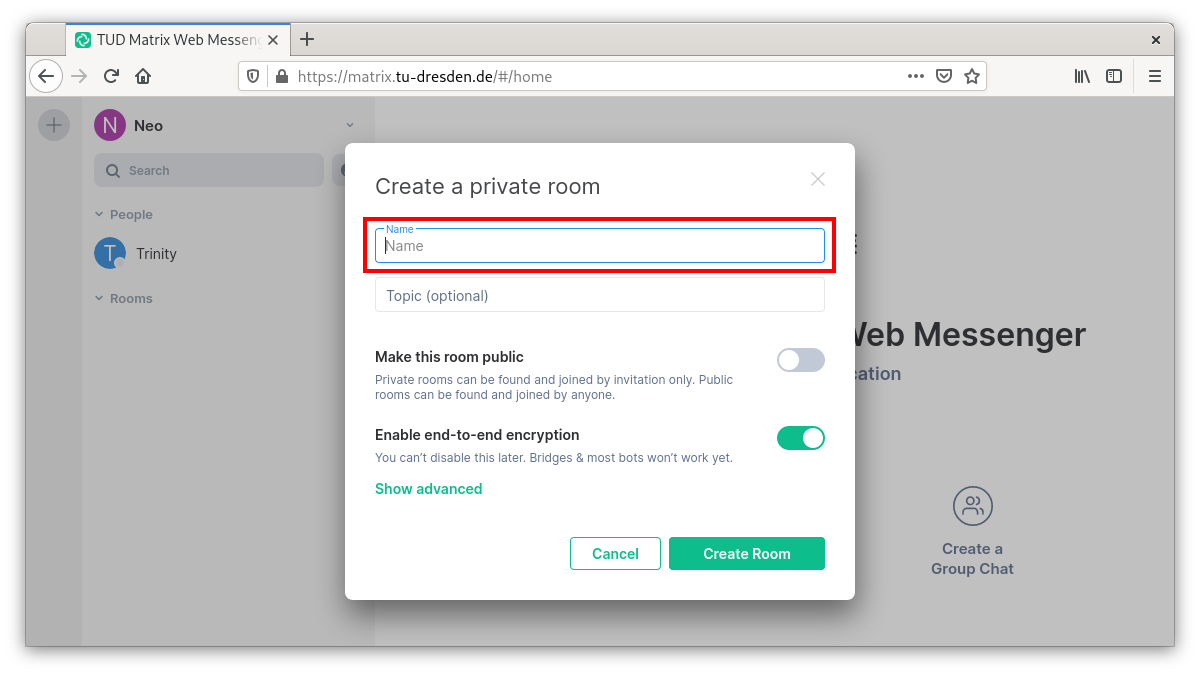 TUD Matrix Web Messeng
https://matrix.tu-dresden.de/#/home
N Neo
Search
People
T Trinity
Rooms
Create a private room
Name
Name
Topic (optional)
Make this room public
Private rooms can be found and joined by invitation only. Public
rooms can be found and joined by anyone.
Enable end-to-end encryption
You can't disable this later. Bridges & most bots won't work yet.
Show advanced
Cancel
Create Room
Web Messenger
Create a
Group Chat